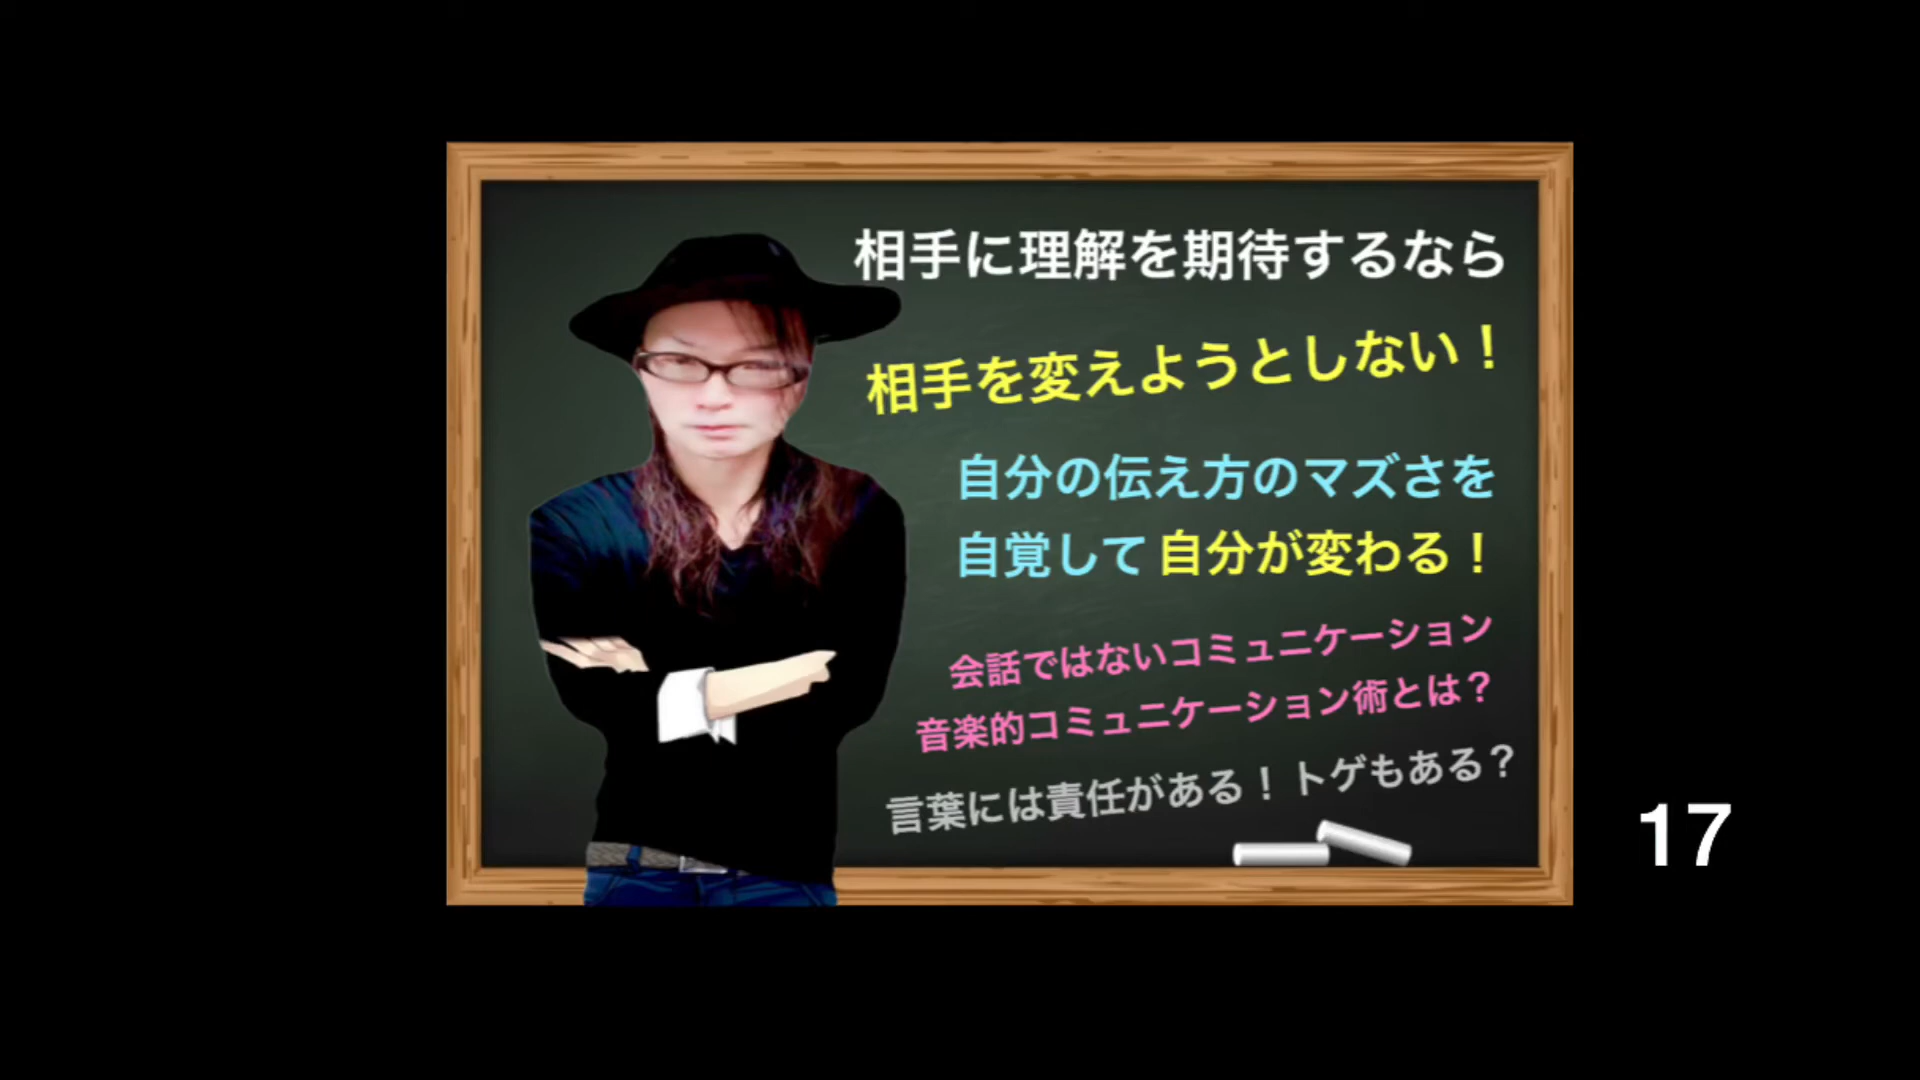 相手に理解を期待するなら
相手を変えようとしない！
自分の伝え方のマズさを
自覚して自分が変わる！
会話ではないコミュニケーション
音楽的コミュニケーション術とは？
言葉には責任がある！トゲもある？
17